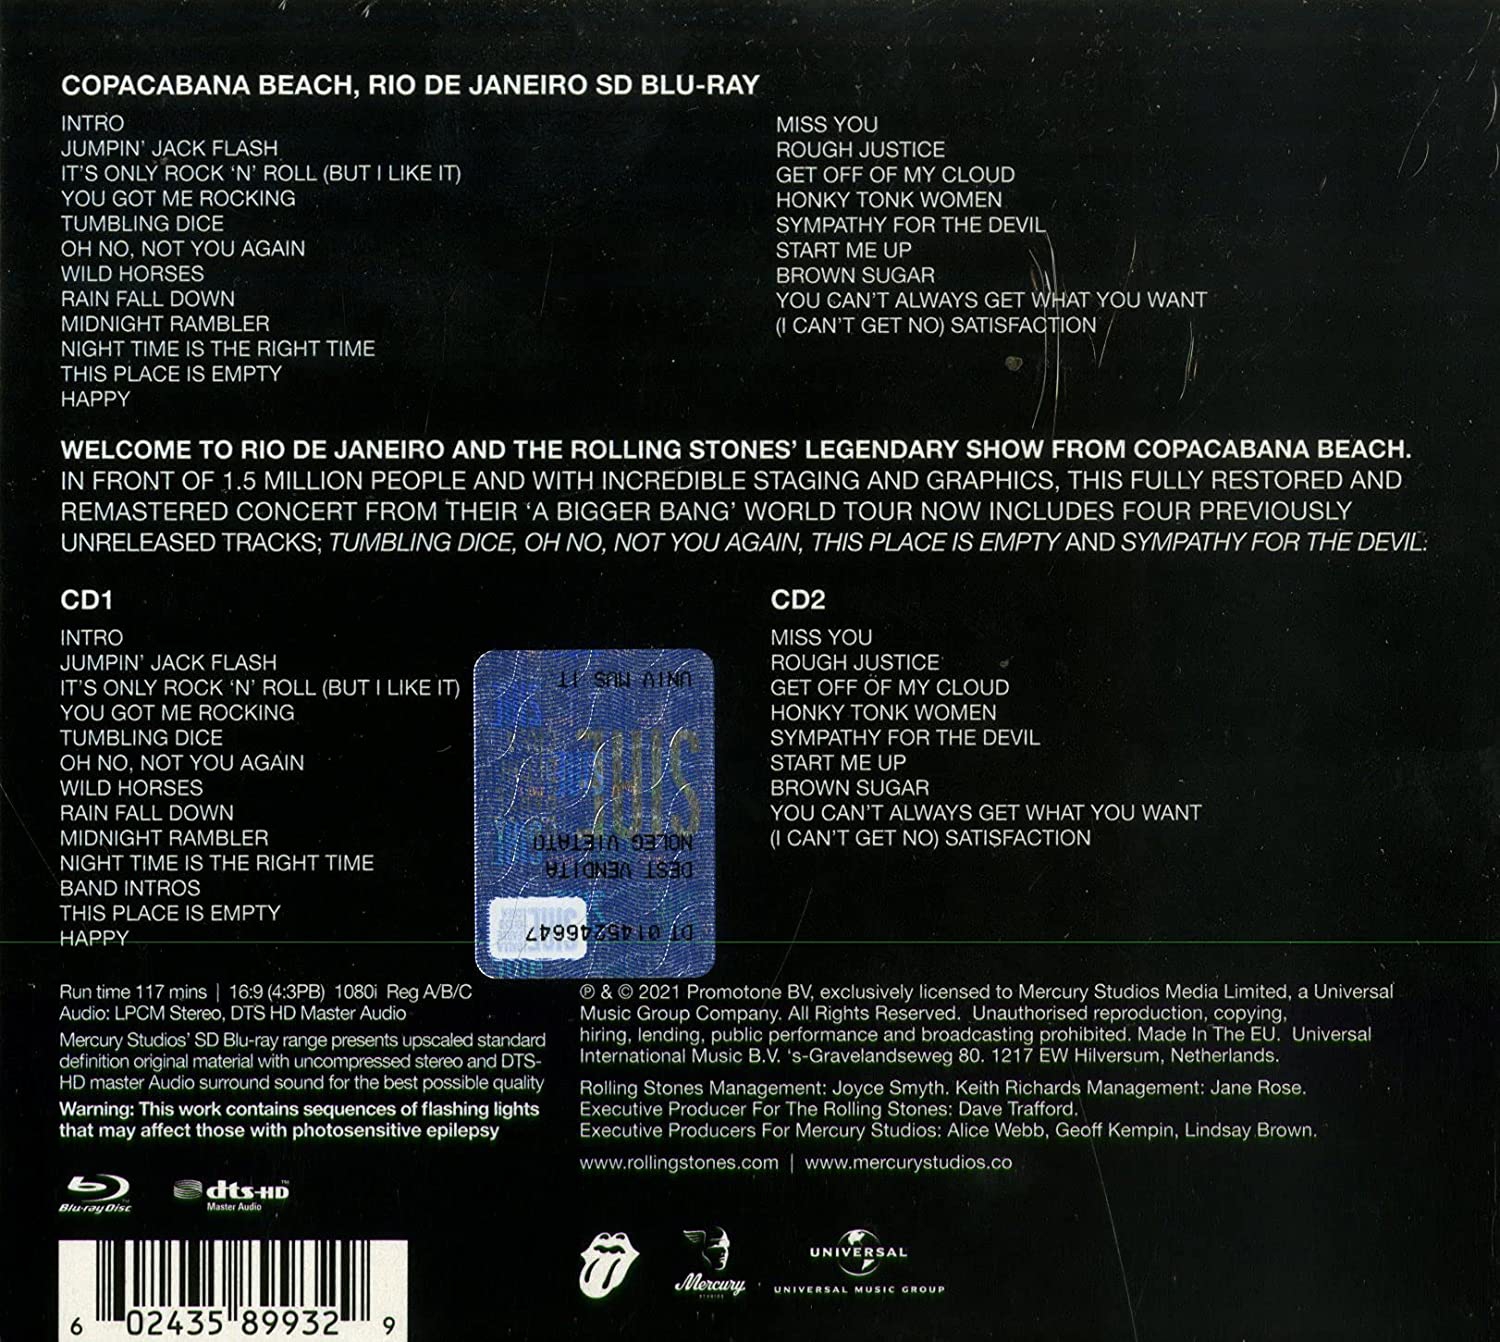 COPACABANA BEACH, RIO DE JANEIRO SD BLU-RAY
INTRO
JUMPIN' JACK FLASH
IT'S ONLY ROCK 'N' ROLL (BUT I LIKE IT)
YOU GOT ME ROCKING
TUMBLING DICE
OH NO, NOT YOU AGAIN
WILD HORSES
RAIN FALL DOWN
MIDNIGHT RAMBLER
NIGHT TIME IS THE RIGHT TIME
THIS PLACE IS EMPTY
HAPPY
MISS YOU
ROUGH JUSTICE
GET OFF OF MY CLOUD
HONKY TONK WOMEN
SYMPATHY FOR THE DEVIL
START ME UP
BROWN SUGAR
YOU CAN'T ALWAYS GET WHAT YOU WANT
(I CAN'T GET NO) SATISFACTION
WELCOME TO RIO DE JANEIRO AND THE ROLLING STONES' LEGENDARY SHOW FROM COPACABANA BEACH.
IN FRONT OF 1.5 MILLION PEOPLE AND WITH INCREDIBLE STAGING AND GRAPHICS, THIS FULLY RESTORED AND
REMASTERED CONCERT FROM THEIR 'A BIGGER BANG' WORLD TOUR NOW INCLUDES FOUR PREVIOUSLY
UNRELEASED TRACKS; TUMBLING DICE, OH NO, NOT YOU AGAIN, THIS PLACE IS EMPTY AND SYMPATHY FOR THE DEVIL.
CD1
INTRO
JUMPIN' JACK FLASH
IT'S ONLY ROCK 'N' ROLL (BUT I LIKE IT)
YOU GOT ME ROCKING
TUMBLING DICE
OH NO, NOT YOU AGAIN
WILD HORSES
RAIN FALL DOWN
MIDNIGHT RAMBLER
NIGHT TIME IS THE RIGHT TIME
BAND INTROS
THIS PLACE IS EMPTY
HAPPY
DT 0145246647
DEST VENDITA
NOLEG VIETATO
SIAE
UNIV MUS IT
CD2
MISS YOU
ROUGH JUSTICE
GET OFF OF MY CLOUD
HONKY TONK WOMEN
SYMPATHY FOR THE DEVIL
START ME UP
BROWN SUGAR
YOU CAN'T ALWAYS GET WHAT YOU WANT
(I CAN'T GET NO) SATISFACTION
Run time 117 mins | 16:9 (4:3PB) 1080i Reg A/B/C
Audio: LPCM Stereo, DTS HD Master Audio
Mercury Studios' SD Blu-ray range presents upscaled standard
definition original material with uncompressed stereo and DTS-
HD master Audio surround sound for the best possible quality
Warning: This work contains sequences of flashing lights
that may affect those with photosensitive epilepsy
Blu-ray Disc
dts-HD
Master Audio
6 02435 89932 9
℗ & © 2021 Promotone BV, exclusively licensed to Mercury Studios Media Limited, a Universal
Music Group Company. All Rights Reserved. Unauthorised reproduction, copying,
hiring, lending, public performance and broadcasting prohibited. Made In The EU. Universal
International Music B.V. 's-Gravelandseweg 80. 1217 EW Hilversum, Netherlands.
Rolling Stones Management: Joyce Smyth. Keith Richards Management: Jane Rose.
Executive Producer For The Rolling Stones: Dave Trafford.
Executive Producers For Mercury Studios: Alice Webb, Geoff Kempin, Lindsay Brown.
www.rollingstones.com | www.mercurystudios.co
Mercury
STUDIOS
UNIVERSAL
UNIVERSAL MUSIC GROUP